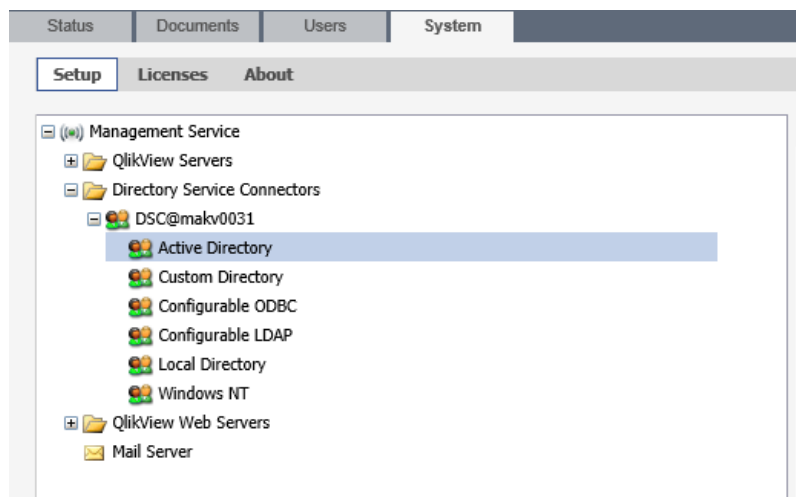 Status Documents Users System
Setup Licenses About
Management Service
QlikView Servers
Directory Service Connectors
DSC@makv0031
Active Directory
Custom Directory
Configurable ODBC
Configurable LDAP
Local Directory
Windows NT
QlikView Web Servers
Mail Server